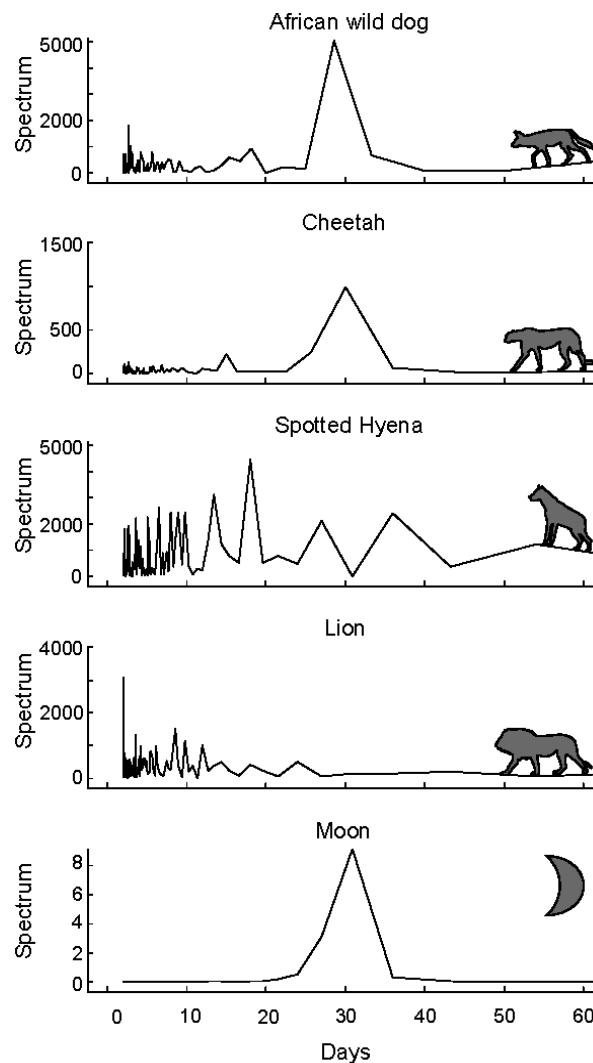 African wild dog
5000
2000
0
Spectrum
Cheetah
1500
500
0
Spectrum
Spotted Hyena
5000
2000
0
Spectrum
Lion
4000
2000
0
Spectrum
Moon
8
6
4
2
0
Spectrum
0 10 20 30 40 50 60
Days